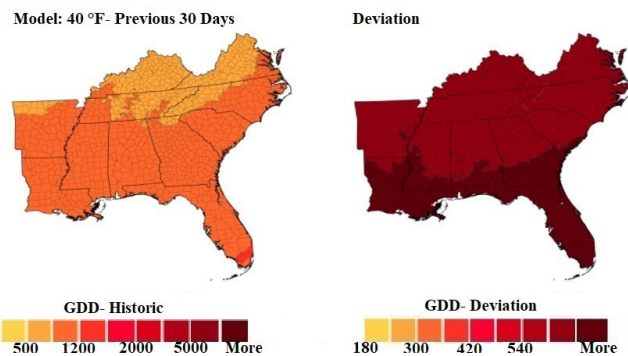 Model: 40 °F- Previous 30 Days
Deviation
GDD- Historic
500 1200 2000 5000 More
GDD- Deviation
180 300 420 540 More